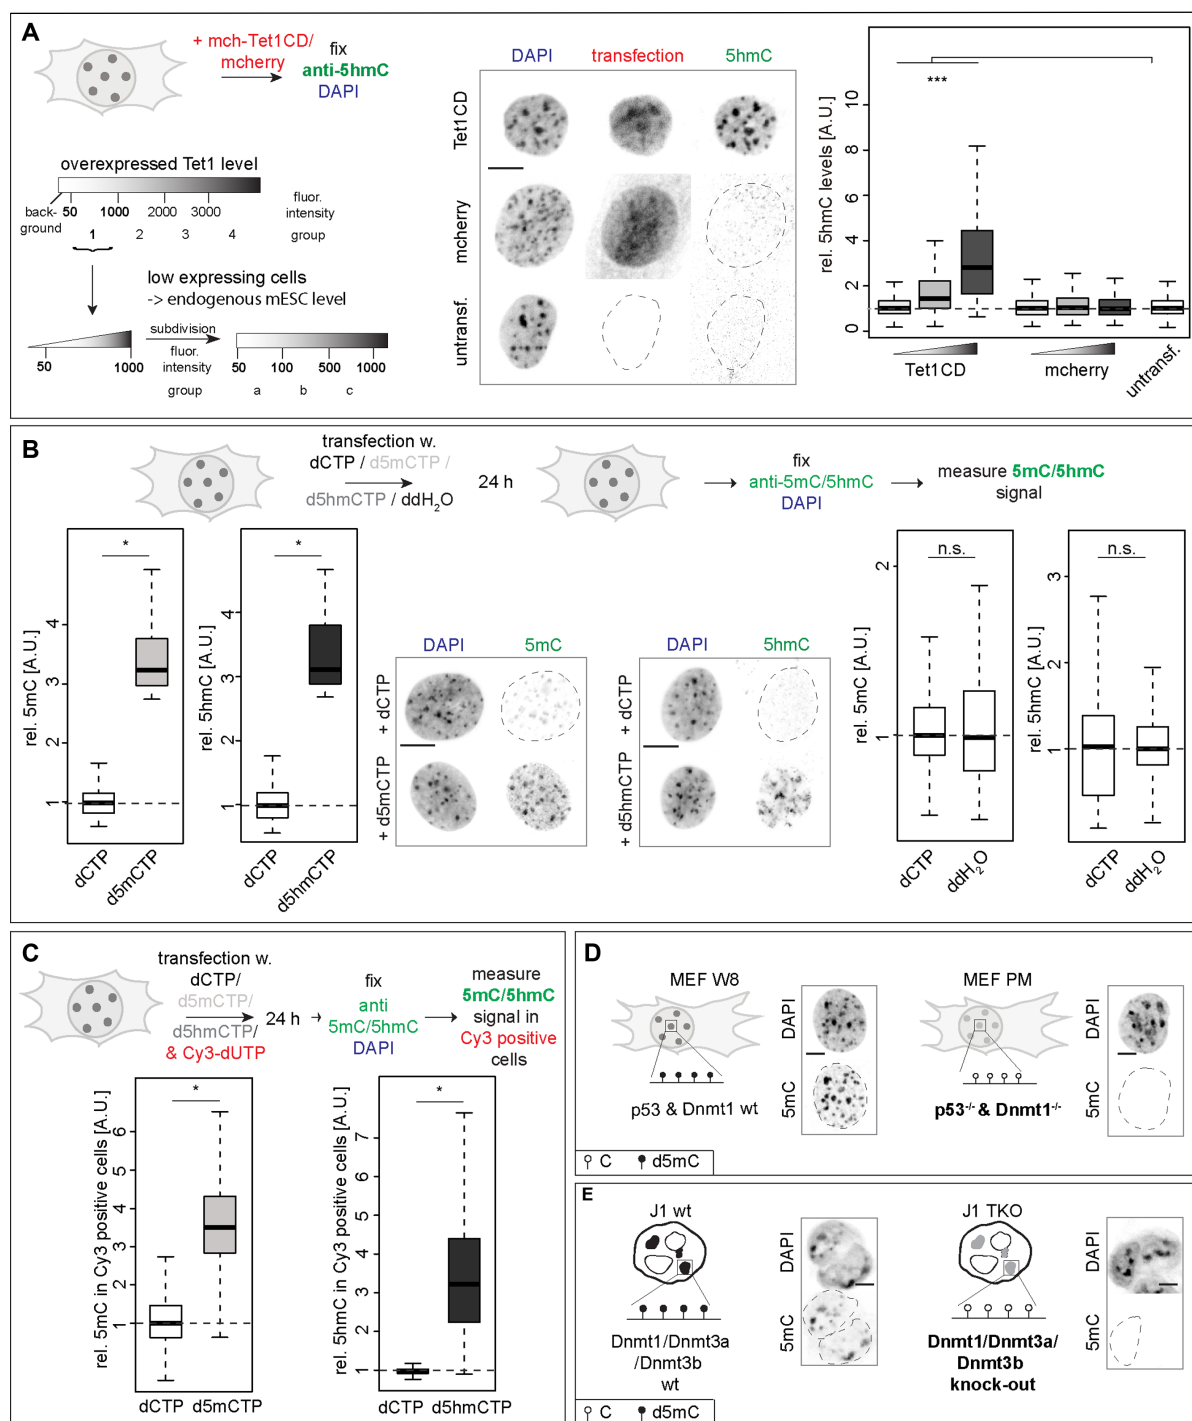 A
+ mch-Tet1CD/
mcherry
fix
anti-5hmC
DAPI
overexpressed Tet1 level
back-
ground
50 1000 2000 3000
fluor.
intensity
1 2 3 4 group
low expressing cells
-> endogenous mESC level
subdivision
fluor.
intensity
50 1000
50 100 500 1000
group a b c
DAPI transfection 5hmC
Tet1CD
mcherry
untransf.
rel. 5hmC levels [A.U.]
0 2 4 6 8 10
***
Tet1CD mcherry untransf.
B
transfection w.
dCTP / d5mCTP /
d5hmCTP / ddH2O
24 h
fix
anti-5mC/5hmC
DAPI
measure 5mC/5hmC
signal
rel. 5mC [A.U.]
1 2 3 4
*
dCTP d5mCTP
rel. 5hmC [A.U.]
1 2 3 4
*
dCTP d5hmCTP
DAPI 5mC
+ dCTP
+ d5mCTP
DAPI 5hmC
+ dCTP
+ d5hmCTP
rel. 5mC [A.U.]
1 2
n.s.
dCTP ddH2O
rel. 5hmC [A.U.]
1 2 3
n.s.
dCTP ddH2O
C
transfection w.
dCTP/
d5mCTP/
d5hmCTP/
& Cy3-dUTP
24 h
fix
anti
5mC/5hmC
DAPI
measure
5mC/5hmC
signal in
Cy3 positive
cells
rel. 5mC in Cy3 positive cells [A.U.]
1 2 3 4 5 6
*
dCTP d5mCTP
rel. 5hmC in Cy3 positive cells [A.U.]
1 2 3 4 5 6 7
*
dCTP d5hmCTP
D
MEF W8
p53 & Dnmt1 wt
DAPI
5mC
MEF PM
p53-/- & Dnmt1-/-
DAPI
5mC
C d5mC
E
J1 wt
Dnmt1/Dnmt3a
/Dnmt3b
wt
DAPI
5mC
J1 TKO
Dnmt1/Dnmt3a/
Dnmt3b
knock-out
DAPI
5mC
C d5mC